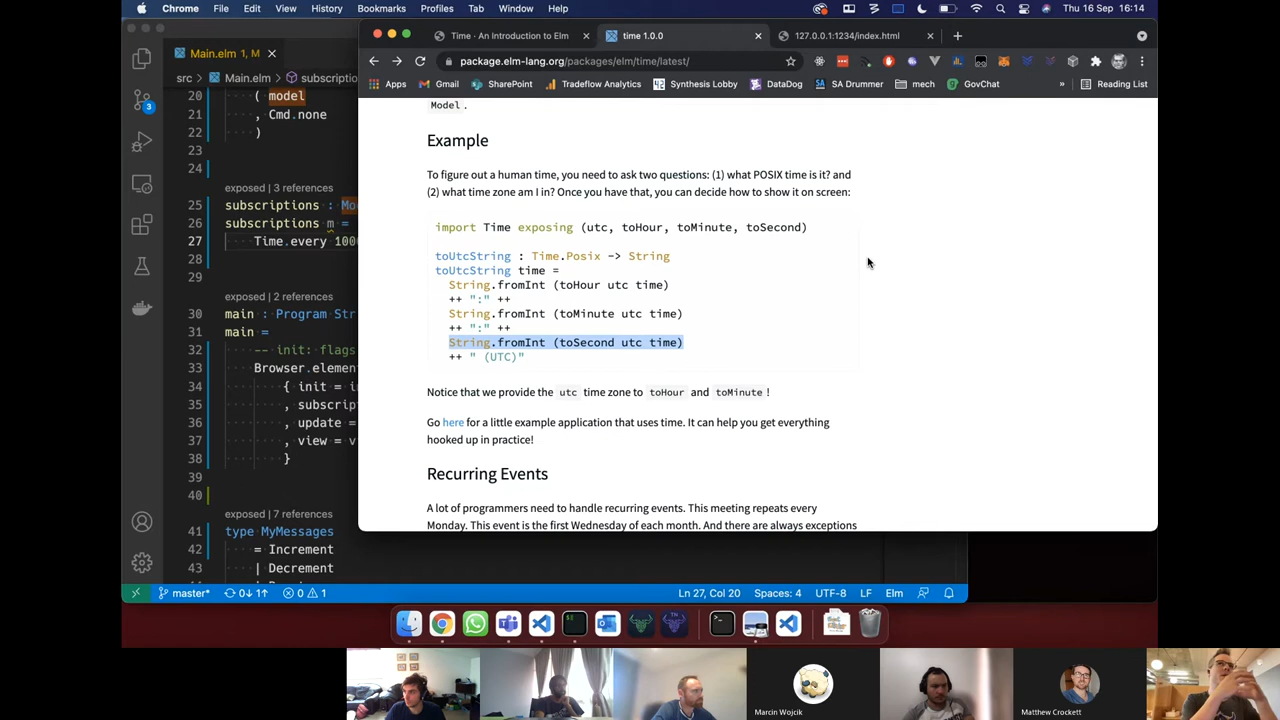 Chrome File Edit View History Bookmarks Profiles Tab Window Help Thu 16 Sep 16:14
Main.elm 1, M
src > Main.elm > subscriptio
Time · An Introduction to Elm
time 1.0.0
127.0.0.1:1234/index.html
package.elm-lang.org/packages/elm/time/latest/
Apps Gmail SharePoint Tradeflow Analytics Synthesis Lobby DataDog SA Drummer mech GovChat » Reading List
20 ( model
21 , Cmd.none
22 )
23
24
exposed | 3 references
25 subscriptions : Mo
26 subscriptions m =
27 Time.every 100
28
29
exposed | 2 references
30 main : Program Str
31 main =
32 -- init: flags
33 Browser.elemen
34 { init = i
35 , subscrip
36 , update =
37 , view = v
38 }
39
40
exposed | 7 references
41 type MyMessages
42 = Increment
43 | Decrement
Model .
Example
To figure out a human time, you need to ask two questions: (1) what POSIX time is it? and
(2) what time zone am I in? Once you have that, you can decide how to show it on screen:
import Time exposing (utc, toHour, toMinute, toSecond)
toUtcString : Time.Posix -> String
toUtcString time =
String.fromInt (toHour utc time)
++ ":" ++
String.fromInt (toMinute utc time)
++ ":" ++
String.fromInt (toSecond utc time)
++ " (UTC)"
Notice that we provide the utc time zone to toHour and toMinute !
Go here for a little example application that uses time. It can help you get everything
hooked up in practice!
Recurring Events
A lot of programmers need to handle recurring events. This meeting repeats every
Monday. This event is the first Wednesday of each month. And there are always exceptions
3
master* 0↓ 1↑ 0 1 Ln 27, Col 20 Spaces: 4 UTF-8 LF Elm
Marcin Wojcik
Matthew Crockett